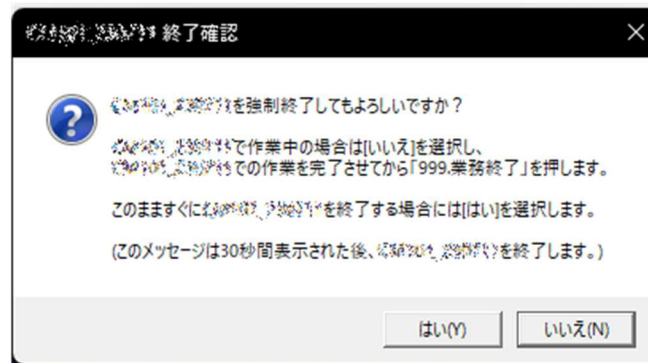 終了確認
を強制終了してもよろしいですか？
で作業中の場合は[いいえ]を選択し、
での作業を完了させてから「999.業務終了」を押します。
このまますぐに を終了する場合には[はい]を選択します。
(このメッセージは30秒間表示された後、 を終了します。)
はい(Y) いいえ(N)